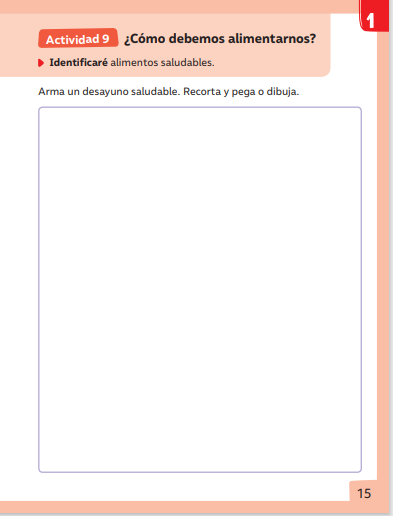 1
Actividad 9 ¿Cómo debemos alimentarnos?
Identificaré alimentos saludables.
Arma un desayuno saludable. Recorta y pega o dibuja.
15